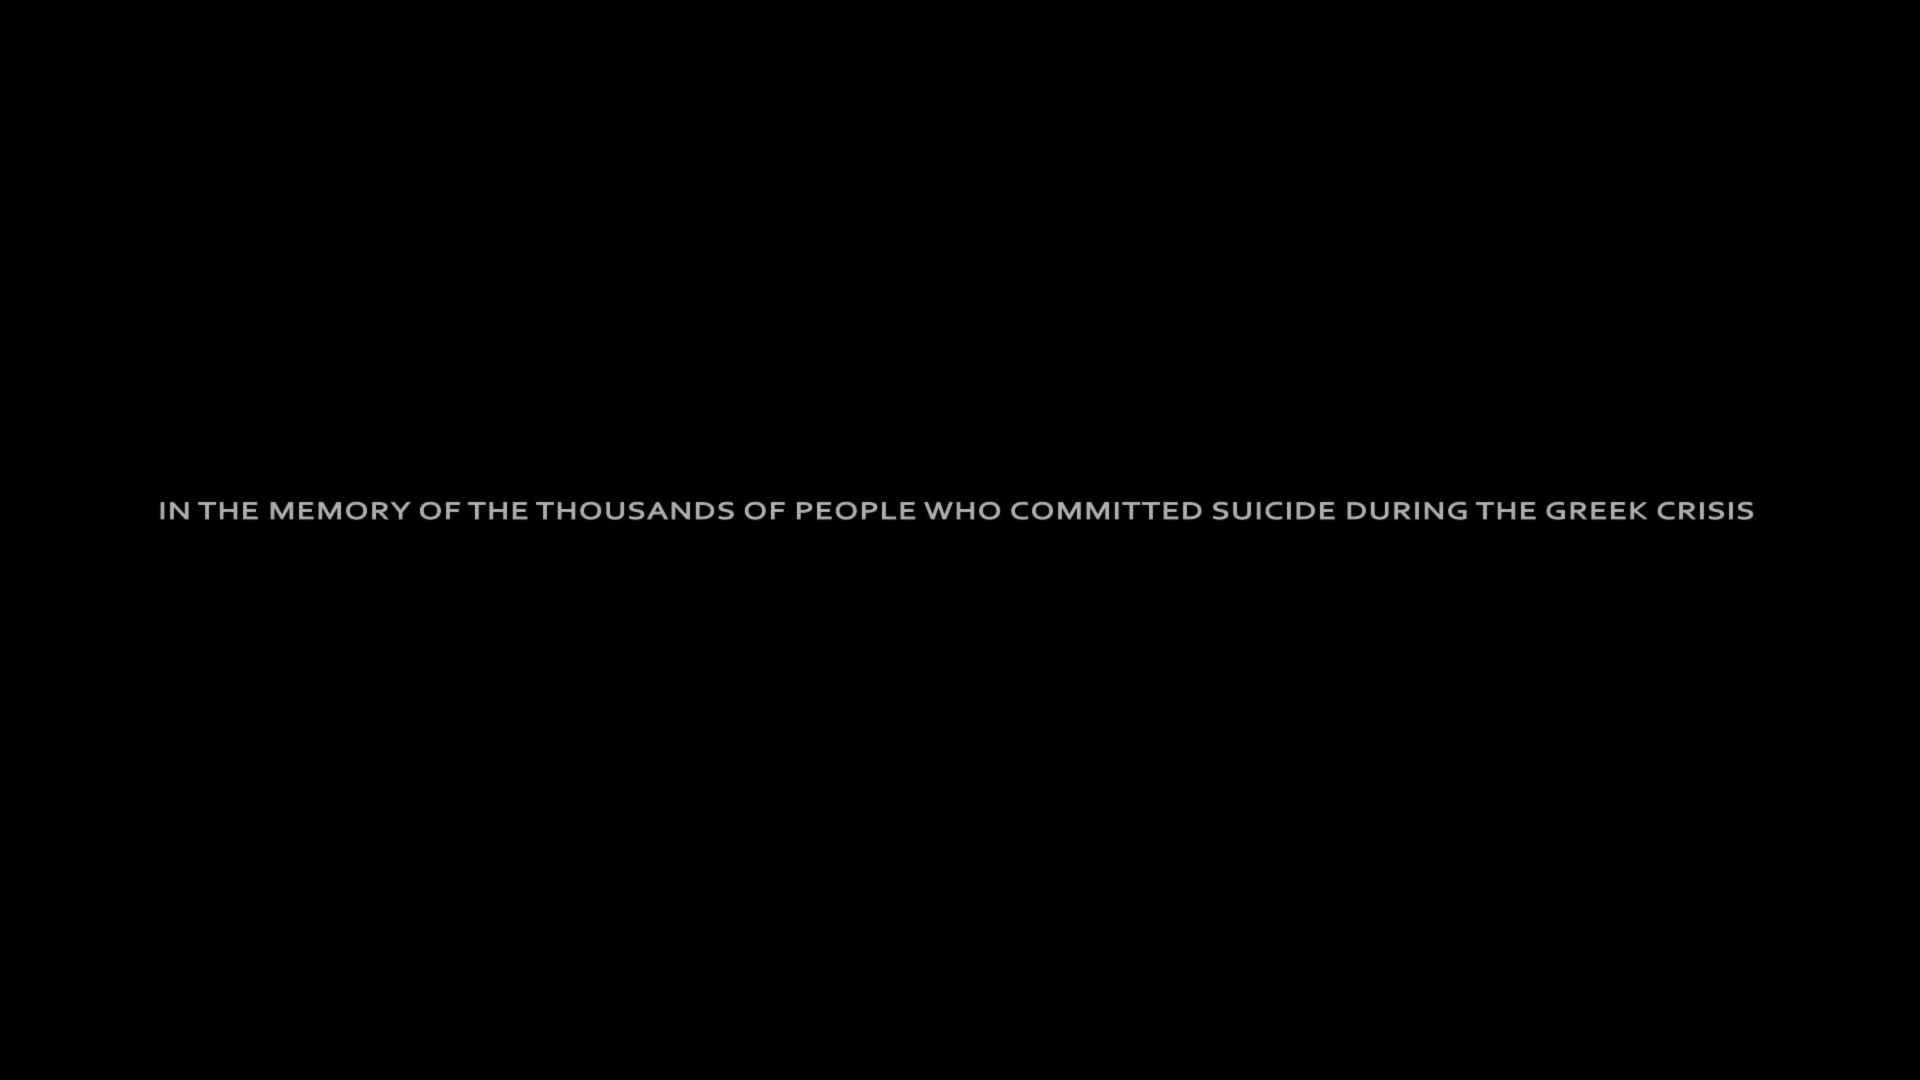 IN THE MEMORY OF THE THOUSANDS OF PEOPLE WHO COMMITTED SUICIDE DURING THE GREEK CRISIS